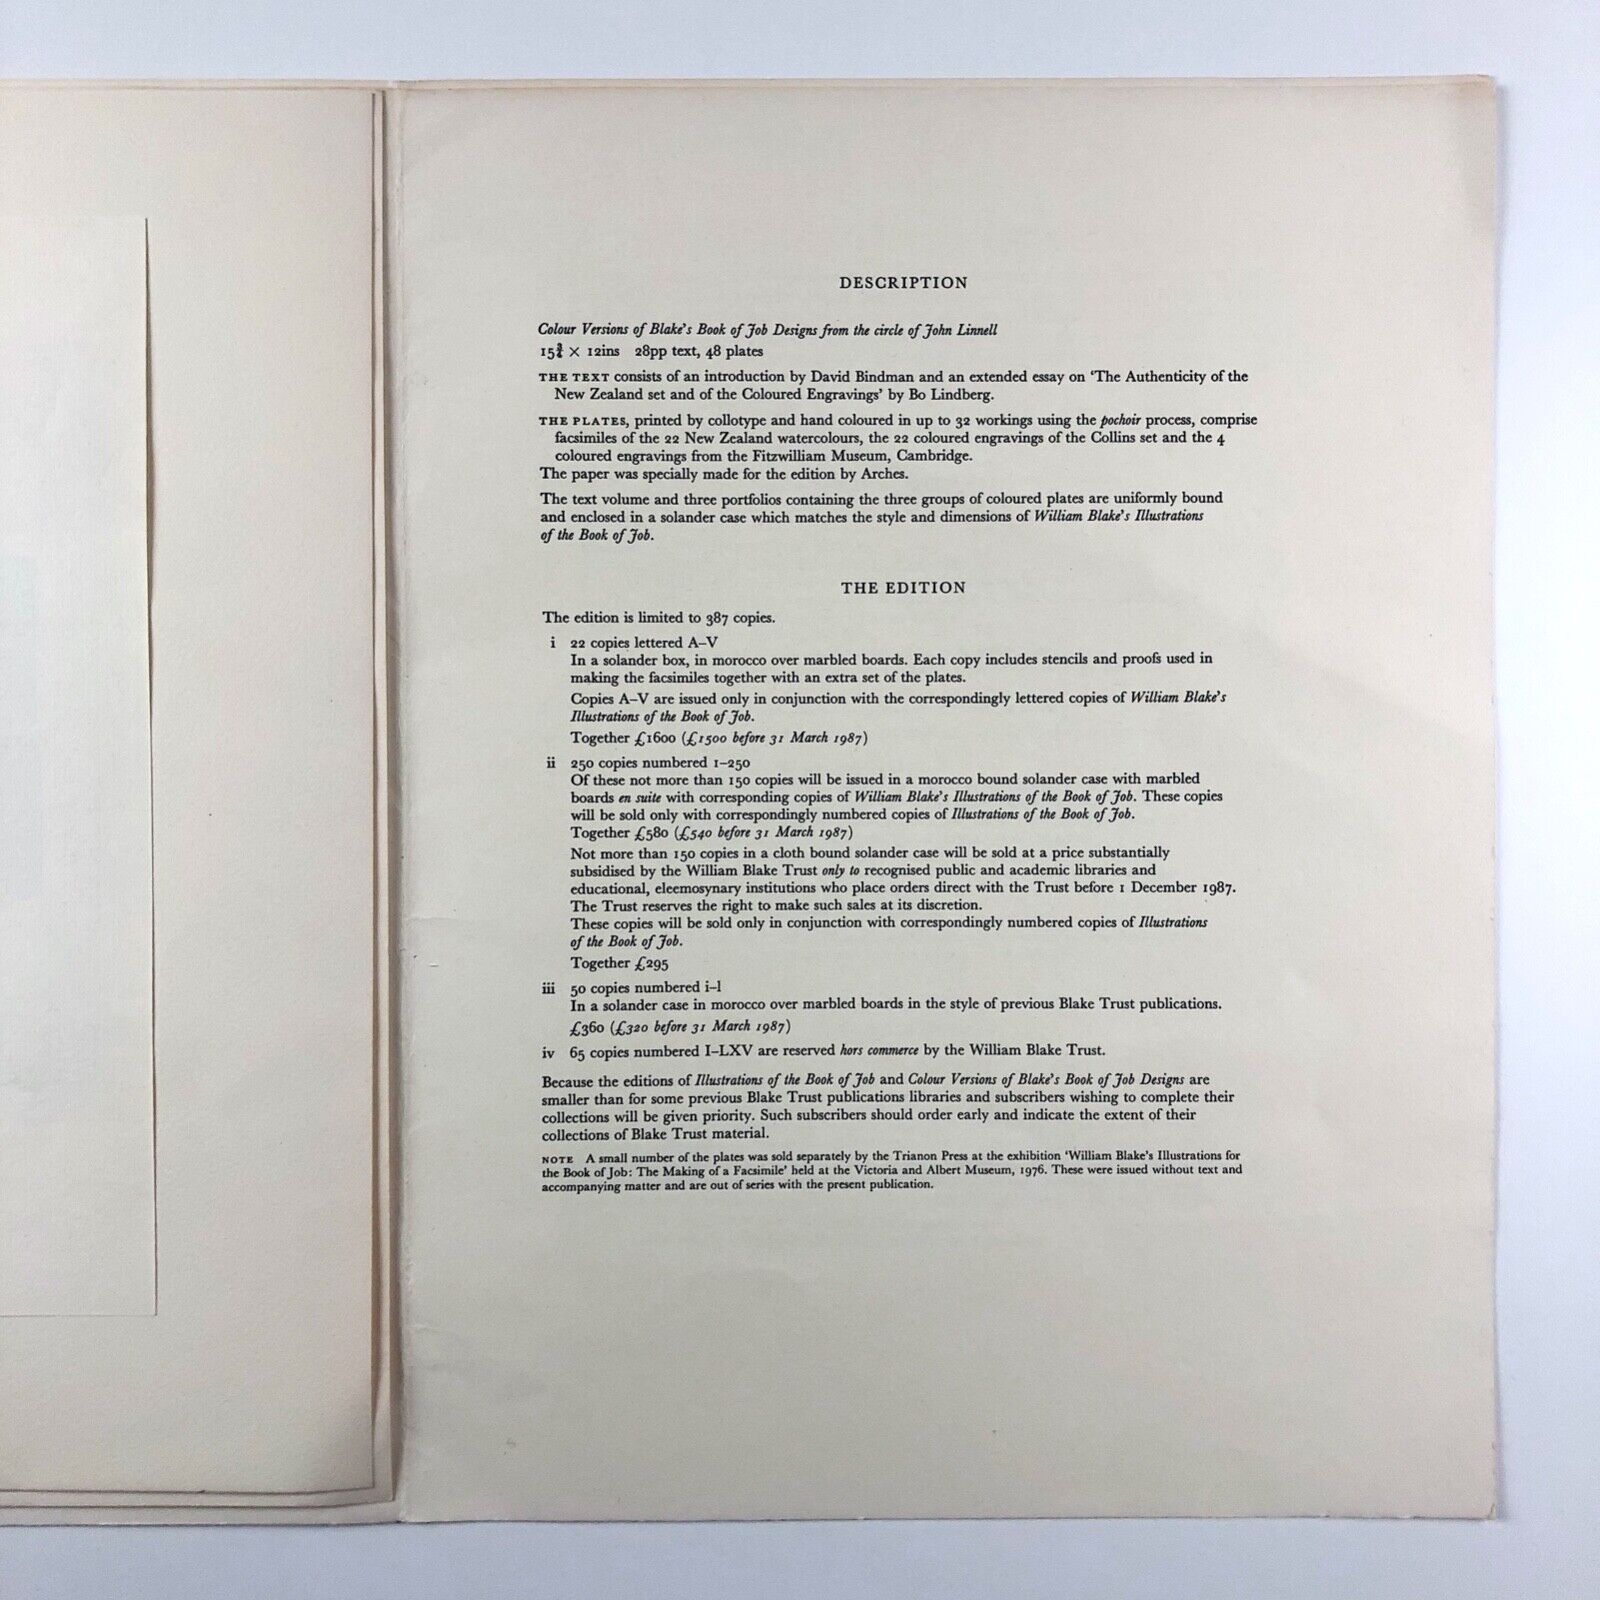 DESCRIPTION
Colour Versions of Blake's Book of Job Designs from the circle of John Linnell
15¾ × 12ins 28pp text, 48 plates
THE TEXT consists of an introduction by David Bindman and an extended essay on 'The Authenticity of the
New Zealand set and of the Coloured Engravings' by Bo Lindberg.
THE PLATES, printed by collotype and hand coloured in up to 32 workings using the pochoir process, comprise
facsimiles of the 22 New Zealand watercolours, the 22 coloured engravings of the Collins set and the 4
coloured engravings from the Fitzwilliam Museum, Cambridge.
The paper was specially made for the edition by Arches.
The text volume and three portfolios containing the three groups of coloured plates are uniformly bound
and enclosed in a solander case which matches the style and dimensions of William Blake's Illustrations
of the Book of Job.
THE EDITION
The edition is limited to 387 copies.
i 22 copies lettered A–V
In a solander box, in morocco over marbled boards. Each copy includes stencils and proofs used in
making the facsimiles together with an extra set of the plates.
Copies A–V are issued only in conjunction with the correspondingly lettered copies of William Blake's
Illustrations of the Book of Job.
Together £1600 (£1500 before 31 March 1987)
ii 250 copies numbered 1–250
Of these not more than 150 copies will be issued in a morocco bound solander case with marbled
boards en suite with corresponding copies of William Blake's Illustrations of the Book of Job. These copies
will be sold only with correspondingly numbered copies of Illustrations of the Book of Job.
Together £580 (£540 before 31 March 1987)
Not more than 150 copies in a cloth bound solander case will be sold at a price substantially
subsidised by the William Blake Trust only to recognised public and academic libraries and
educational, eleemosynary institutions who place orders direct with the Trust before 1 December 1987.
The Trust reserves the right to make such sales at its discretion.
These copies will be sold only in conjunction with correspondingly numbered copies of Illustrations
of the Book of Job.
Together £295
iii 50 copies numbered i–l
In a solander case in morocco over marbled boards in the style of previous Blake Trust publications.
£360 (£320 before 31 March 1987)
iv 65 copies numbered I–LXV are reserved hors commerce by the William Blake Trust.
Because the editions of Illustrations of the Book of Job and Colour Versions of Blake's Book of Job Designs are
smaller than for some previous Blake Trust publications libraries and subscribers wishing to complete their
collections will be given priority. Such subscribers should order early and indicate the extent of their
collections of Blake Trust material.
NOTE A small number of the plates was sold separately by the Trianon Press at the exhibition 'William Blake's Illustrations for
the Book of Job: The Making of a Facsimile' held at the Victoria and Albert Museum, 1976. These were issued without text and
accompanying matter and are out of series with the present publication.